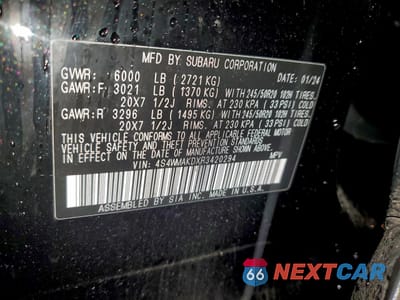 MFD BY SUBARU CORPORATION
DATE: 01/24
GVWR: 6000 LB (2721 KG)
GAWR:F 3021 LB (1370 KG) WITH 245/50R20 102H TIRES.
20X7 1/2J RIMS. AT 230 KPA (33 PSI) COLD
GAWR:R 3296 LB (1495 KG) WITH 245/50R20 102H TIRES.
20X7 1/2J RIMS. AT 230 KPA (33 PSI) COLD
THIS VEHICLE CONFORMS TO ALL APPLICABLE FEDERAL
VEHICLE SAFETY, BUMPER, AND THEFT PREVENTION
STANDARDS IN EFFECT ON THE DATE OF MANUFACTURE
SHOWN ABOVE.
VIN: 4S4WMAKDXR3420294 MPV
ASSEMBLED BY SIA INC. MADE IN U.S.A.
66 NEXTCAR